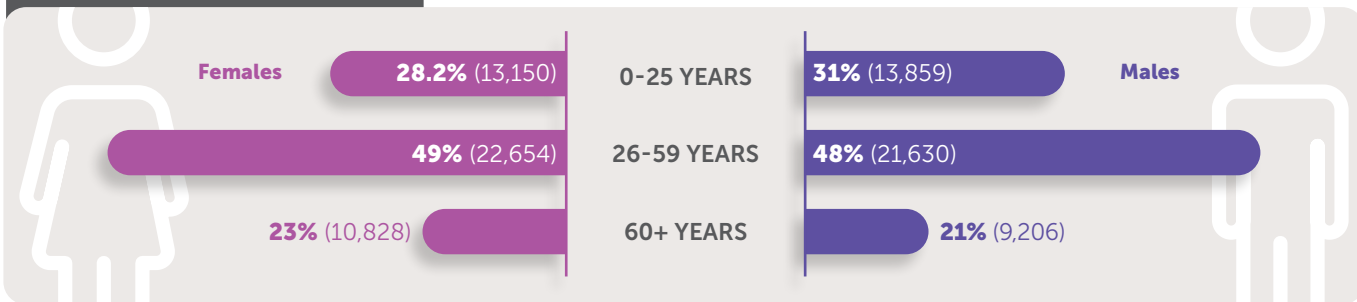 Females 28.2% (13,150) 0-25 YEARS 31% (13,859) Males
49% (22,654) 26-59 YEARS 48% (21,630)
23% (10,828) 60+ YEARS 21% (9,206)